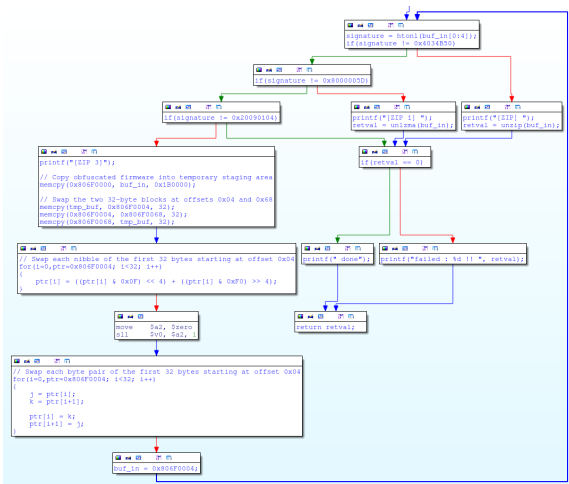 signature = htonl(buf_in[0:4]);
if(signature != 0x4034B50)
if(signature != 0x8000005D)
if(signature != 0x20090104)
printf("[ZIP 1] ");
retval = unlzma(buf_in);
printf("[ZIP] ");
retval = unzip(buf_in);
printf("[ZIP 3]");
// Copy obfuscated firmware into temporary staging area
memcpy(0x806F0000, buf_in, 0x1B0000);
// Swap the two 32-byte blocks at offsets 0x04 and 0x68
memcpy(tmp_buf, 0x806F0004, 32);
memcpy(0x806F0004, 0x806F0068, 32);
memcpy(0x806F0068, tmp_buf, 32);
if(retval == 0)
// Swap each nibble of the first 32 bytes starting at offset 0x04
for(i=0,ptr=0x806F0004; i<32; i++)
{
ptr[i] = ((ptr[i] & 0x0F) << 4) + ((ptr[i] & 0xF0) >> 4);
}
printf(" done");
printf("failed : %d !! ", retval);
move $a2, $zero
sll $v0, $a2, 1
return retval;
// Swap each byte pair of the first 32 bytes starting at offset 0x04
for(i=0,ptr=0x806F0004; i<32; i++)
{
j = ptr[i];
k = ptr[i+1];
ptr[i] = k;
ptr[i+1] = j;
}
buf_in = 0x806F0004;